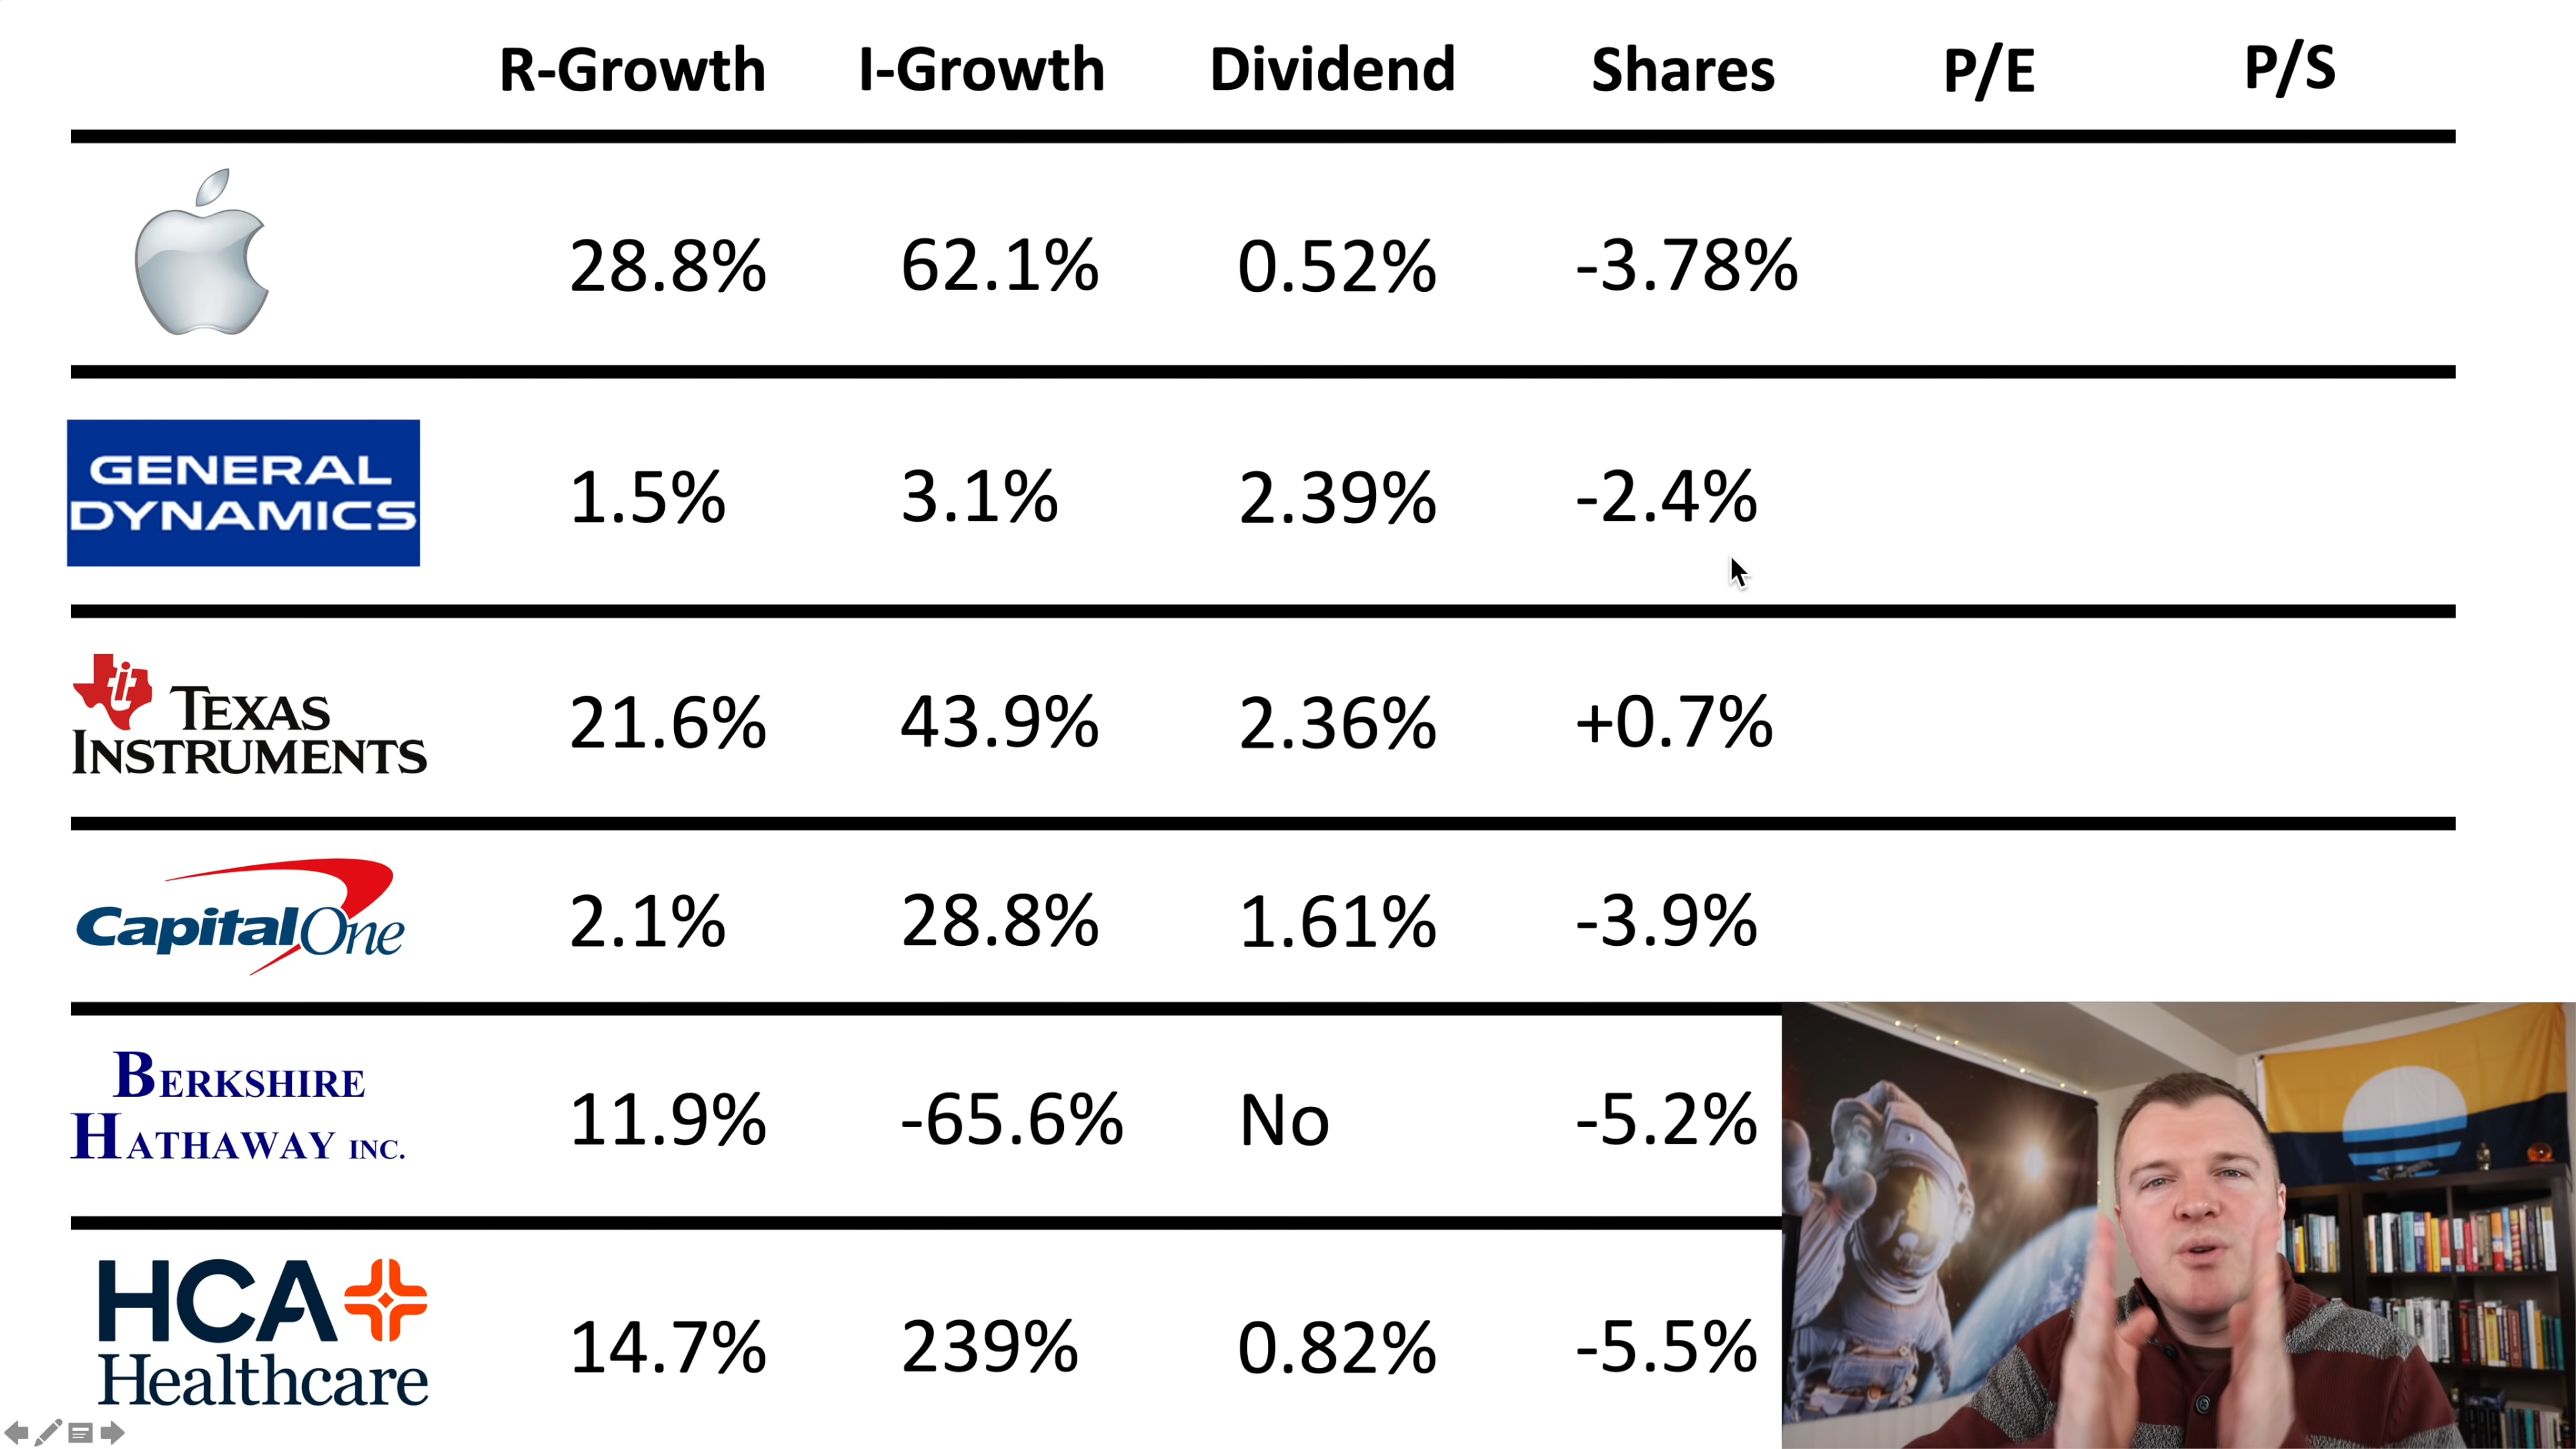 R-Growth I-Growth Dividend Shares P/E P/S
28.8% 62.1% 0.52% -3.78%
GENERAL
DYNAMICS
1.5% 3.1% 2.39% -2.4%
TEXAS
INSTRUMENTS
21.6% 43.9% 2.36% +0.7%
CapitalOne
2.1% 28.8% 1.61% -3.9%
BERKSHIRE
HATHAWAY INC.
11.9% -65.6% No -5.2%
HCA
Healthcare
14.7% 239% 0.82% -5.5%